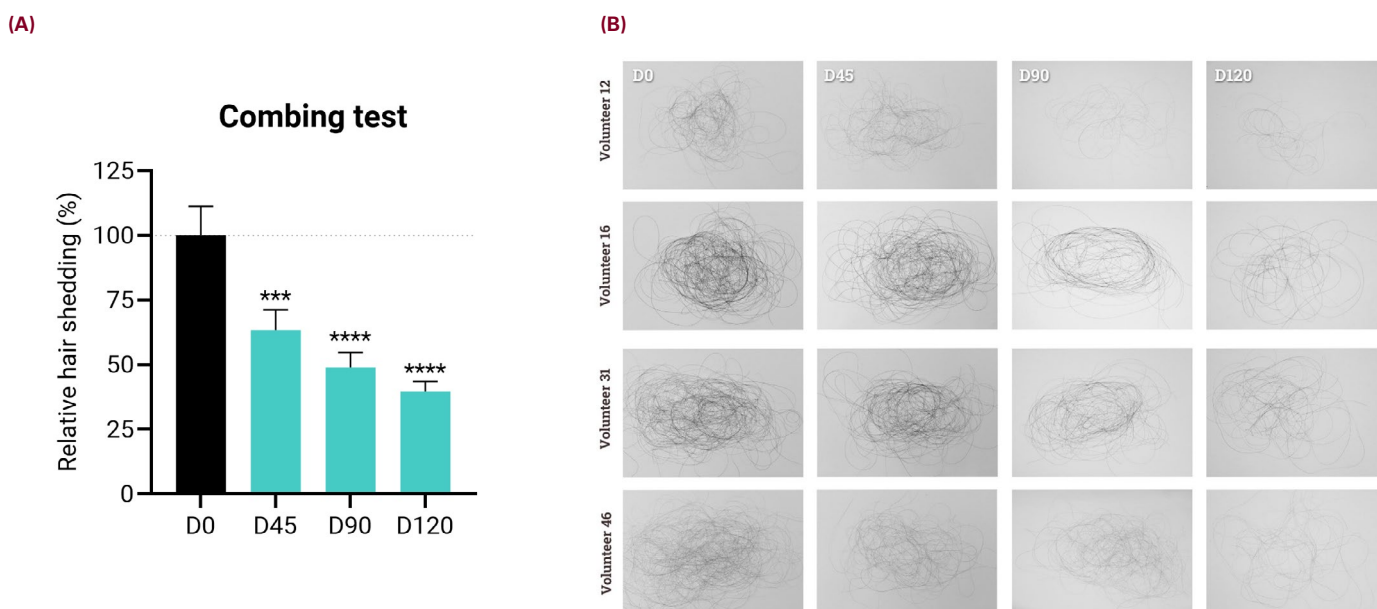 (A)
Combing test
Relative hair shedding (%)
125
100
75
50
25
0
***
****
****
D0 D45 D90 D120
(B)
D0 D45 D90 D120
Volunteer 12
Volunteer 16
Volunteer 31
Volunteer 46